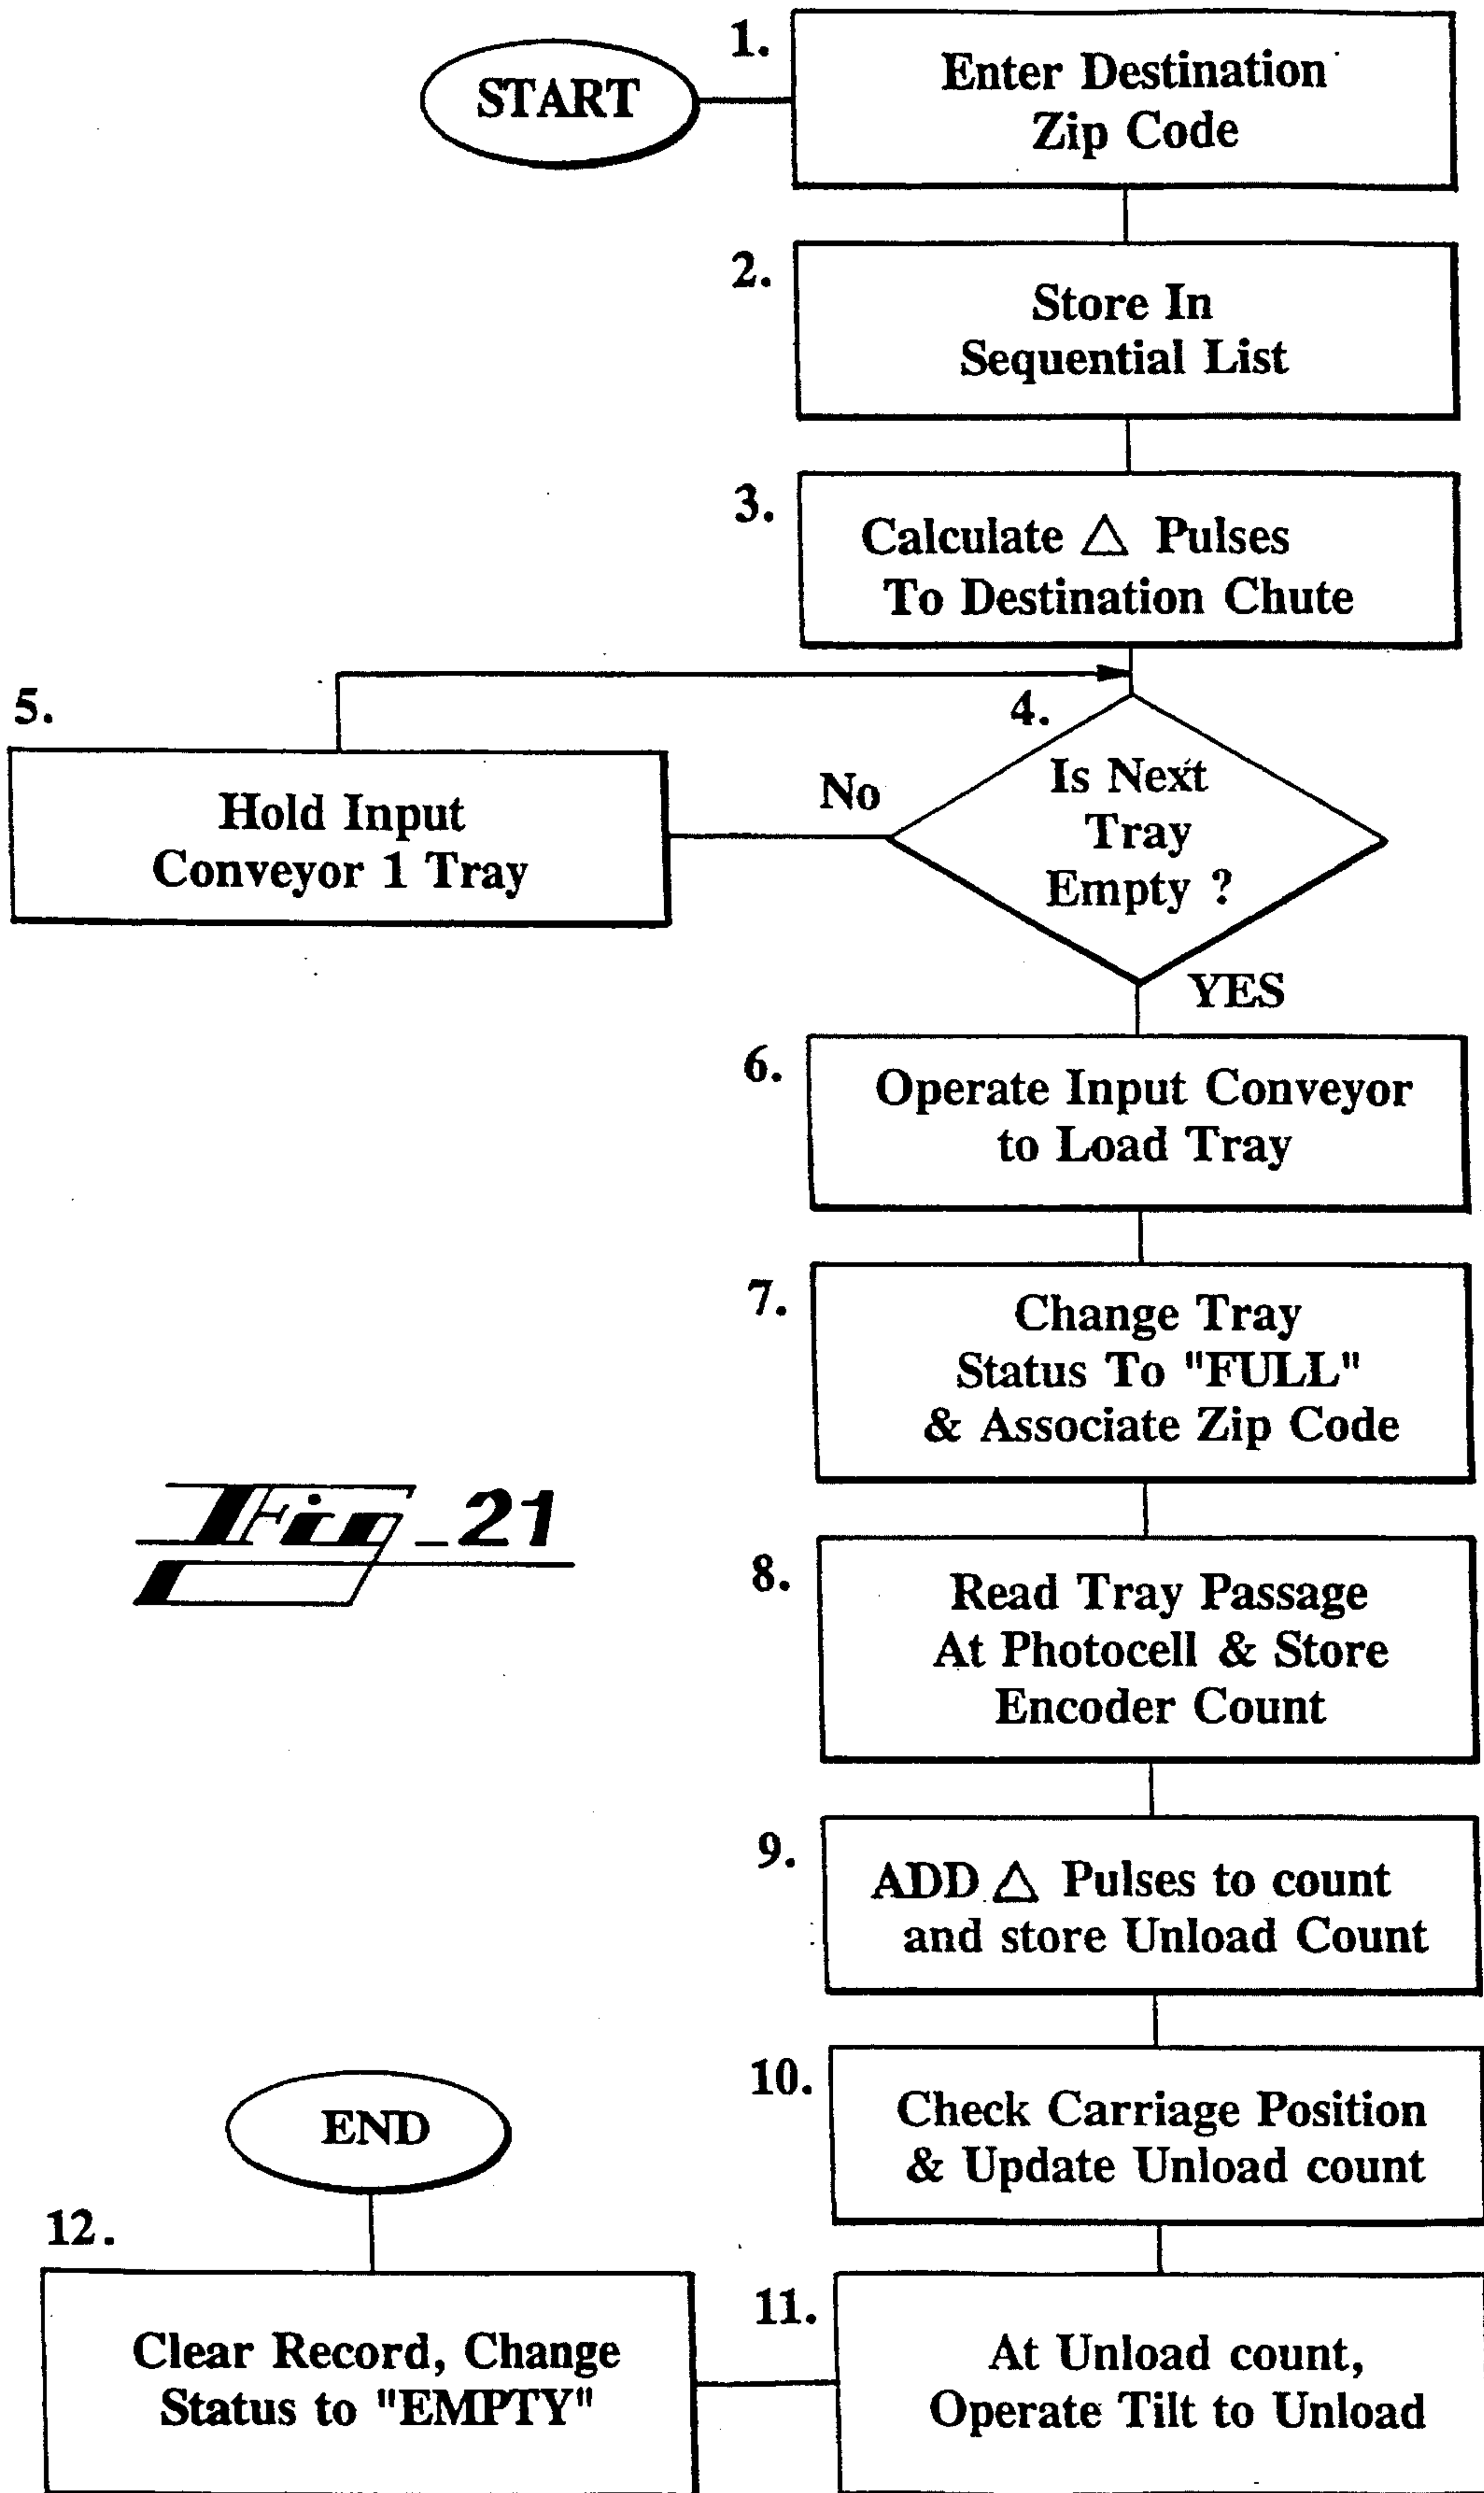 START
1.
Enter Destination
Zip Code
2.
Store In
Sequential List
3.
Calculate △ Pulses
To Destination Chute
4.
Is Next
Tray
Empty ?
No
5.
Hold Input
Conveyor 1 Tray
YES
6.
Operate Input Conveyor
to Load Tray
7.
Change Tray
Status To "FULL"
& Associate Zip Code
Fig_21
8.
Read Tray Passage
At Photocell & Store
Encoder Count
9.
ADD △ Pulses to count
and store Unload Count
10.
Check Carriage Position
& Update Unload count
11.
At Unload count,
Operate Tilt to Unload
12.
Clear Record, Change
Status to "EMPTY"
END